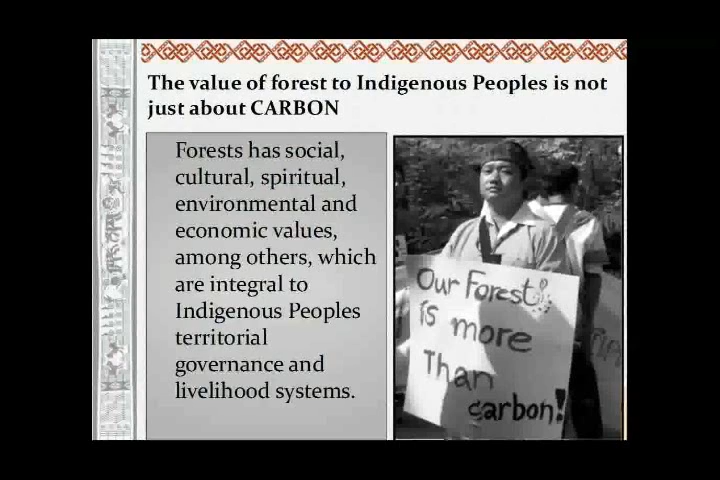 The value of forest to Indigenous Peoples is not
just about CARBON
Forests has social,
cultural, spiritual,
environmental and
economic values,
among others, which
are integral to
Indigenous Peoples
territorial
governance and
livelihood systems.
Our Forest
is more
Than
carbon!